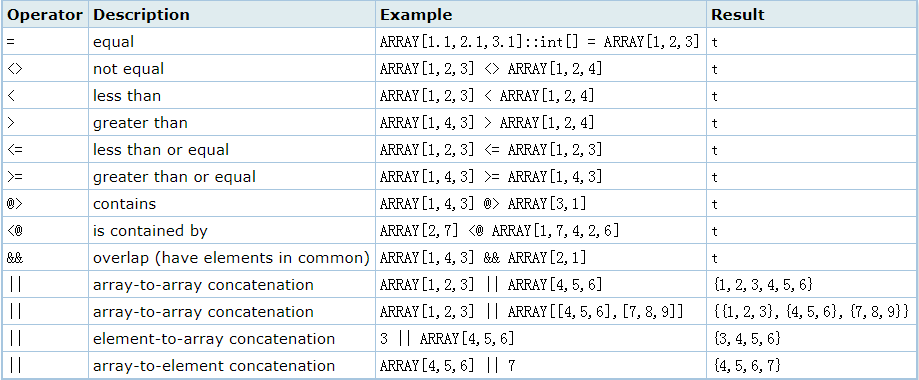 Operator Description Example Result
= equal ARRAY[1.1,2.1,3.1]::int[] = ARRAY[1,2,3] t
<> not equal ARRAY[1,2,3] <> ARRAY[1,2,4] t
< less than ARRAY[1,2,3] < ARRAY[1,2,4] t
> greater than ARRAY[1,4,3] > ARRAY[1,2,4] t
<= less than or equal ARRAY[1,2,3] <= ARRAY[1,2,3] t
>= greater than or equal ARRAY[1,4,3] >= ARRAY[1,4,3] t
@> contains ARRAY[1,4,3] @> ARRAY[3,1] t
<@ is contained by ARRAY[2,7] <@ ARRAY[1,7,4,2,6] t
&& overlap (have elements in common) ARRAY[1,4,3] && ARRAY[2,1] t
|| array-to-array concatenation ARRAY[1,2,3] || ARRAY[4,5,6] {1,2,3,4,5,6}
|| array-to-array concatenation ARRAY[1,2,3] || ARRAY[[4,5,6],[7,8,9]] {{1,2,3},{4,5,6},{7,8,9}}
|| element-to-array concatenation 3 || ARRAY[4,5,6] {3,4,5,6}
|| array-to-element concatenation ARRAY[4,5,6] || 7 {4,5,6,7}